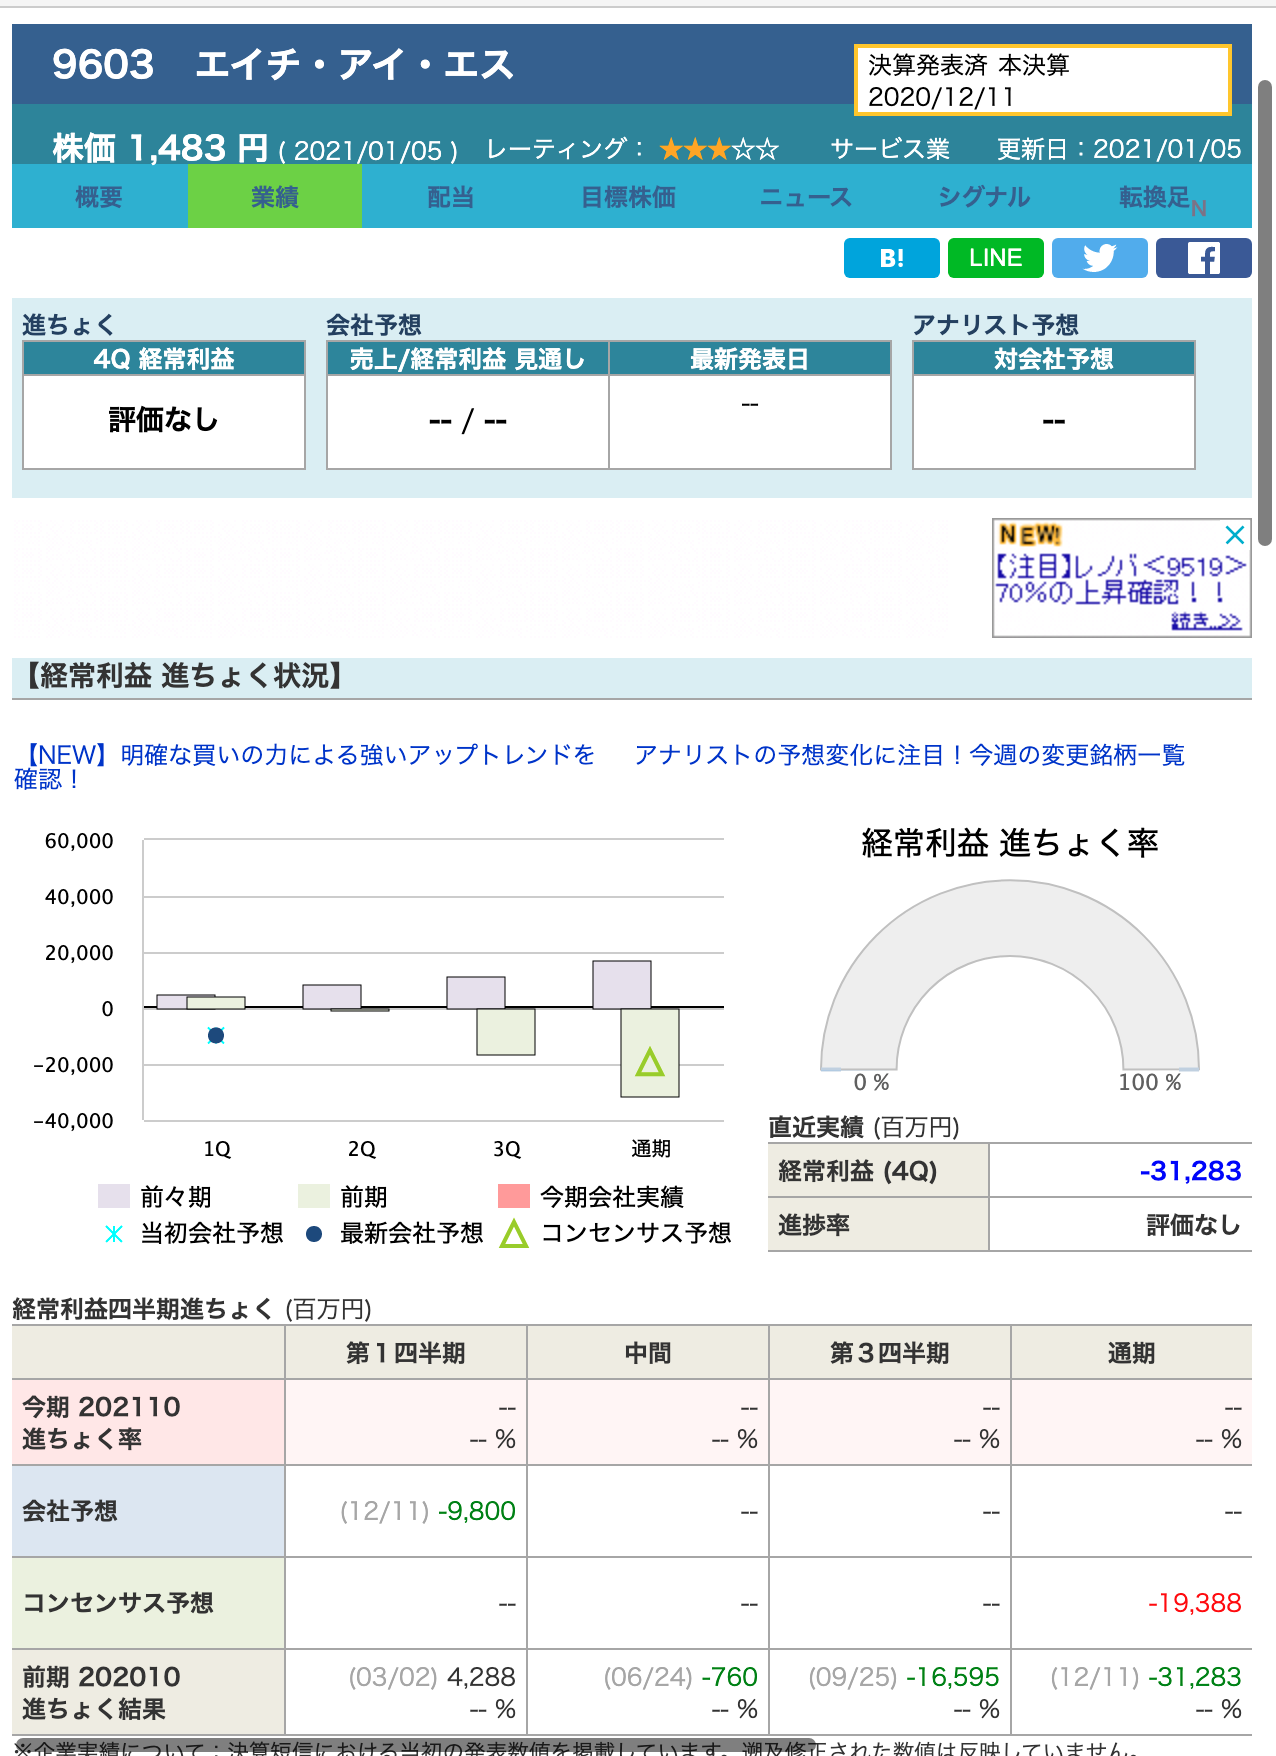 9603 エイチ・アイ・エス
決算発表済 本決算
2020/12/11
株価 1,483 円 ( 2021/01/05 ) レーティング： ★★★☆☆ サービス業 更新日：2021/01/05
概要 業績 配当 目標株価 ニュース シグナル 転換足N
B! LINE
進ちょく 会社予想 アナリスト予想
4Q 経常利益 売上/経常利益 見通し 最新発表日 対会社予想
評価なし -- / -- -- --
NEW!
【注目】レノバ＜9519＞
70%の上昇確認！！
続き..>>
【経常利益 進ちょく状況】
【NEW】明確な買いの力による強いアップトレンドを
確認！
アナリストの予想変化に注目！今週の変更銘柄一覧
60,000
40,000
20,000
0
-20,000
-40,000
1Q 2Q 3Q 通期
前々期 前期 今期会社実績
当初会社予想 最新会社予想 コンセンサス予想
経常利益 進ちょく率
0 % 100 %
直近実績 (百万円)
経常利益 (4Q) -31,283
進捗率 評価なし
経常利益四半期進ちょく (百万円)
第１四半期 中間 第３四半期 通期
今期 202110 -- -- -- --
進ちょく率 -- % -- % -- % -- %
会社予想 (12/11) -9,800 -- -- --
コンセンサス予想 -- -- -- -19,388
前期 202010 (03/02) 4,288 (06/24) -760 (09/25) -16,595 (12/11) -31,283
進ちょく結果 -- % -- % -- % -- %
※企業実績について：決算短信における当初の発表数値を掲載しています。遡及修正された数値は反映していません。